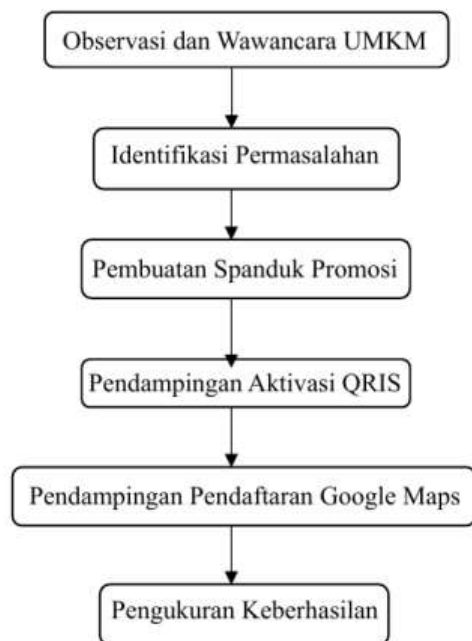 Observasi dan Wawancara UMKM
Identifikasi Permasalahan
Pembuatan Spanduk Promosi
Pendampingan Aktivasi QRIS
Pendampingan Pendaftaran Google Maps
Pengukuran Keberhasilan